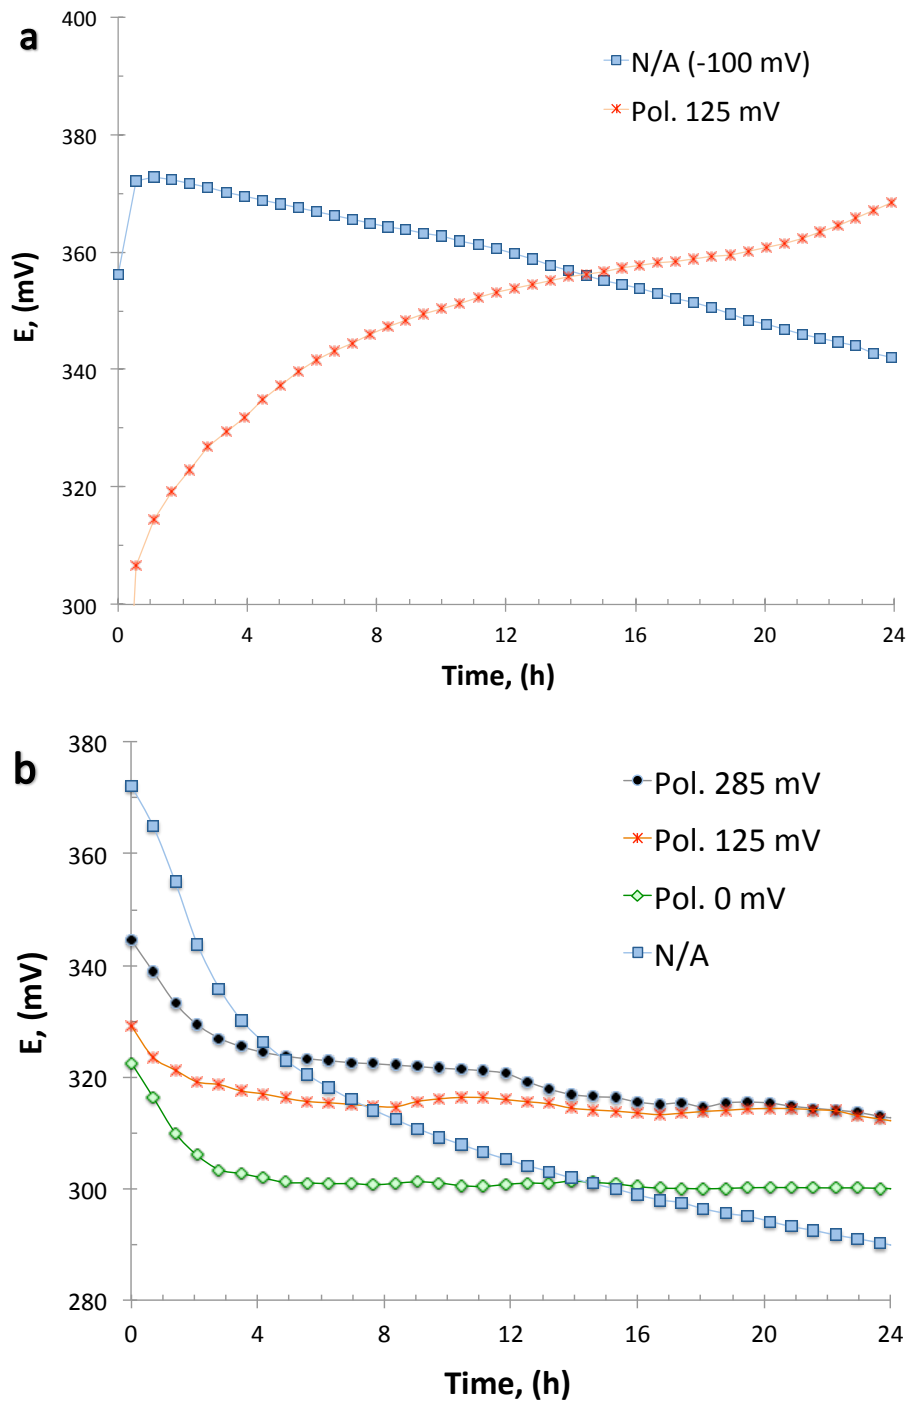 a
400
380
360
340
320
300
E, (mV)
N/A (-100 mV)
Pol. 125 mV
0
4
8
12
16
20
24
Time, (h)
b
380
360
340
320
300
280
E, (mV)
Pol. 285 mV
Pol. 125 mV
Pol. 0 mV
N/A
0
4
8
12
16
20
24
Time, (h)